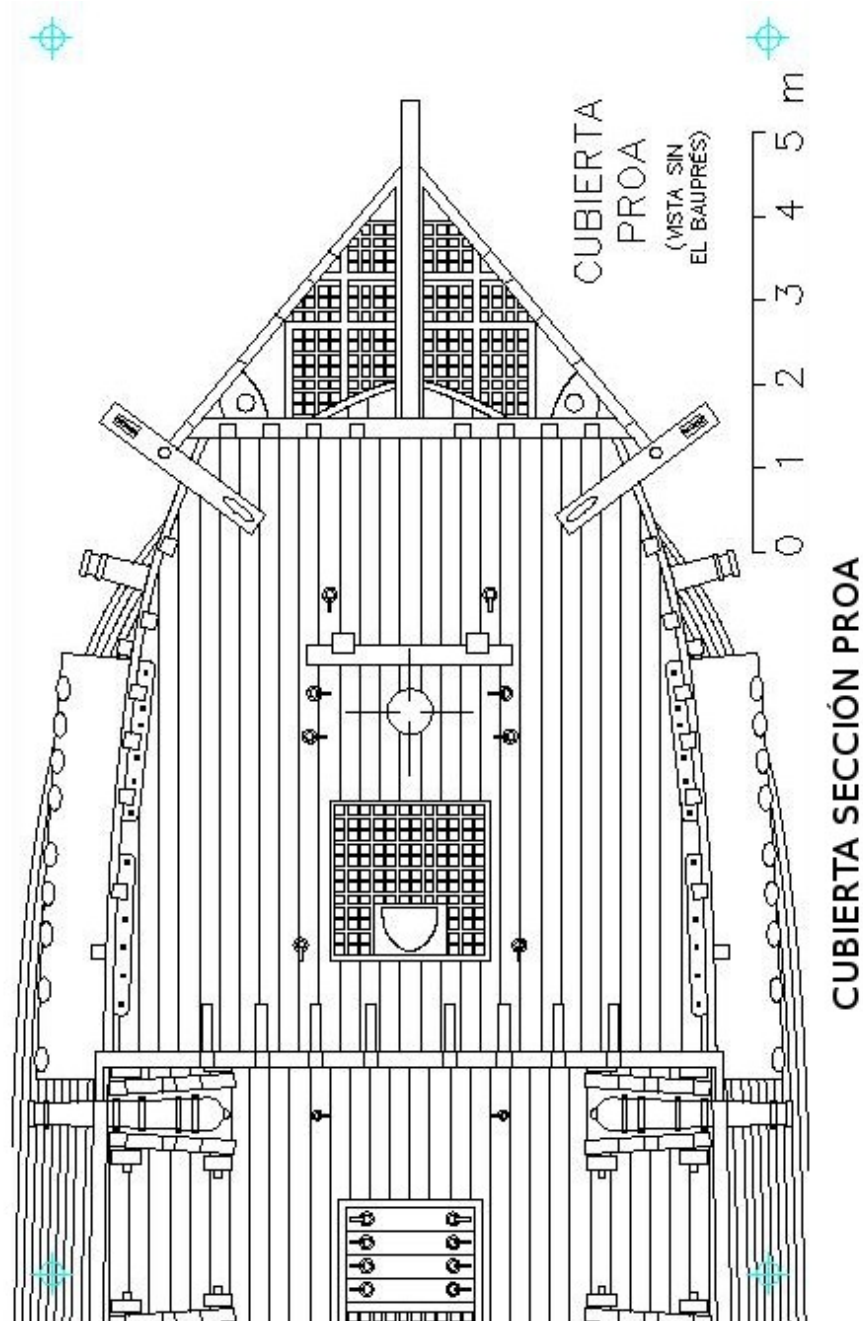 CUBIERTA
PROA
(VISTA SIN
EL BAUPRÉS)
0 1 2 3 4 5 m
CUBIERTA SECCIÓN PROA